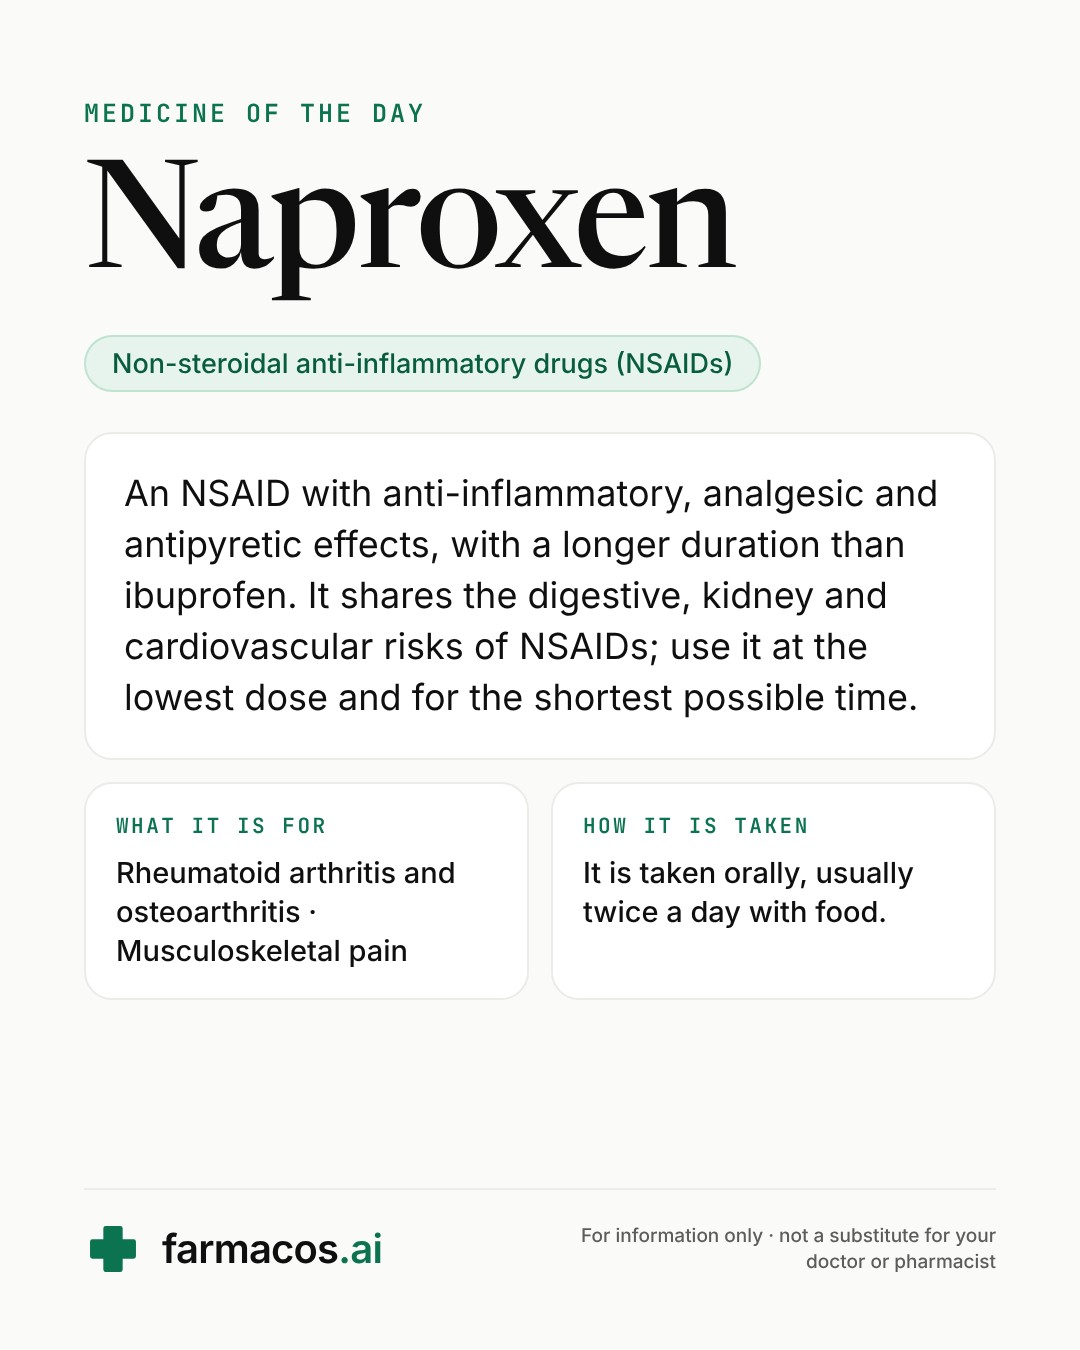 MEDICINE OF THE DAY
Naproxen
Non-steroidal anti-inflammatory drugs (NSAIDs)
An NSAID with anti-inflammatory, analgesic and
antipyretic effects, with a longer duration than
ibuprofen. It shares the digestive, kidney and
cardiovascular risks of NSAIDs; use it at the
lowest dose and for the shortest possible time.
WHAT IT IS FOR
Rheumatoid arthritis and
osteoarthritis ·
Musculoskeletal pain
HOW IT IS TAKEN
It is taken orally, usually
twice a day with food.
farmacos.ai
For information only · not a substitute for your
doctor or pharmacist